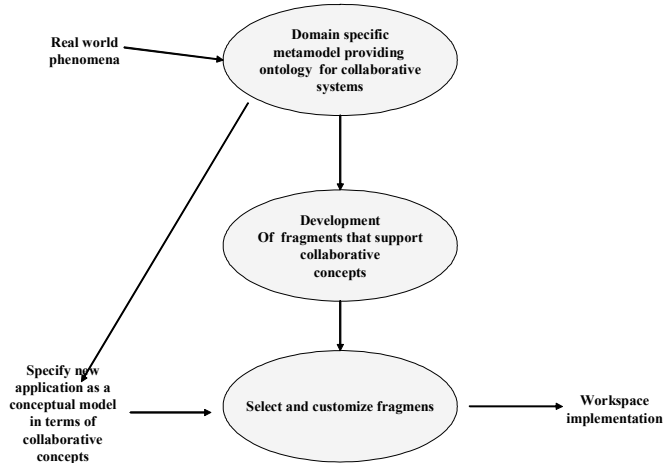 Real world
phenomena
Domain specific
metamodel providing
ontology for collaborative
systems
Development
Of fragments that support
collaborative
concepts
Specify new
application as a
conceptual model
in terms of
collaborative
concepts
Select and customize fragmens
Workspace
implementation